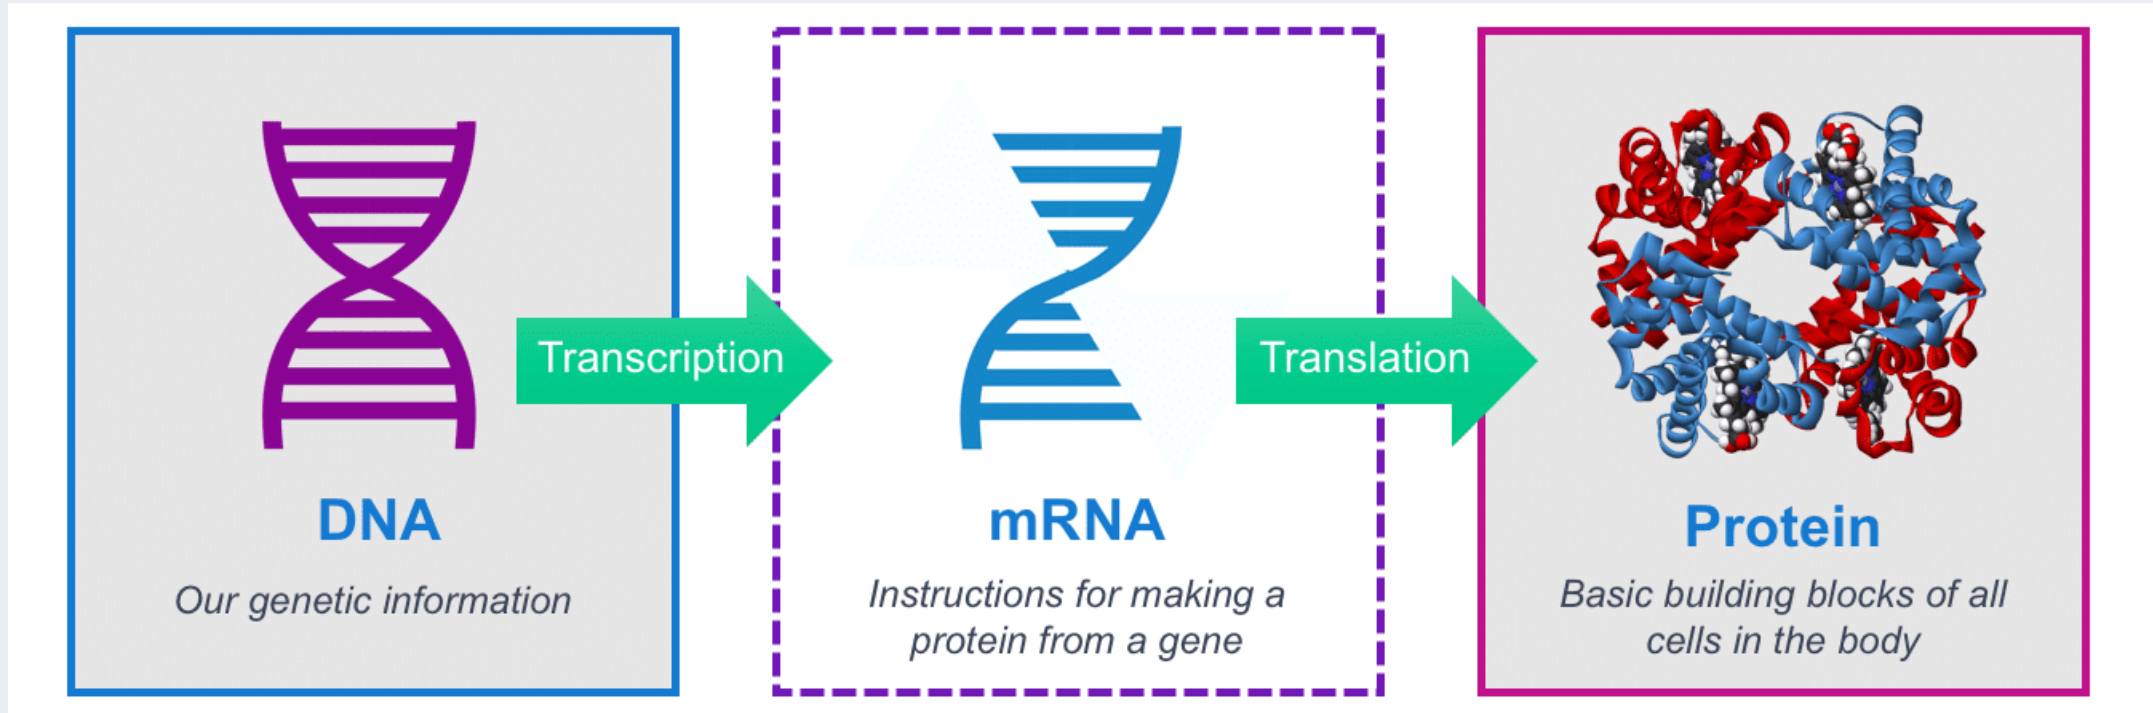 DNA
Our genetic information
Transcription
mRNA
Instructions for making a
protein from a gene
Translation
Protein
Basic building blocks of all
cells in the body